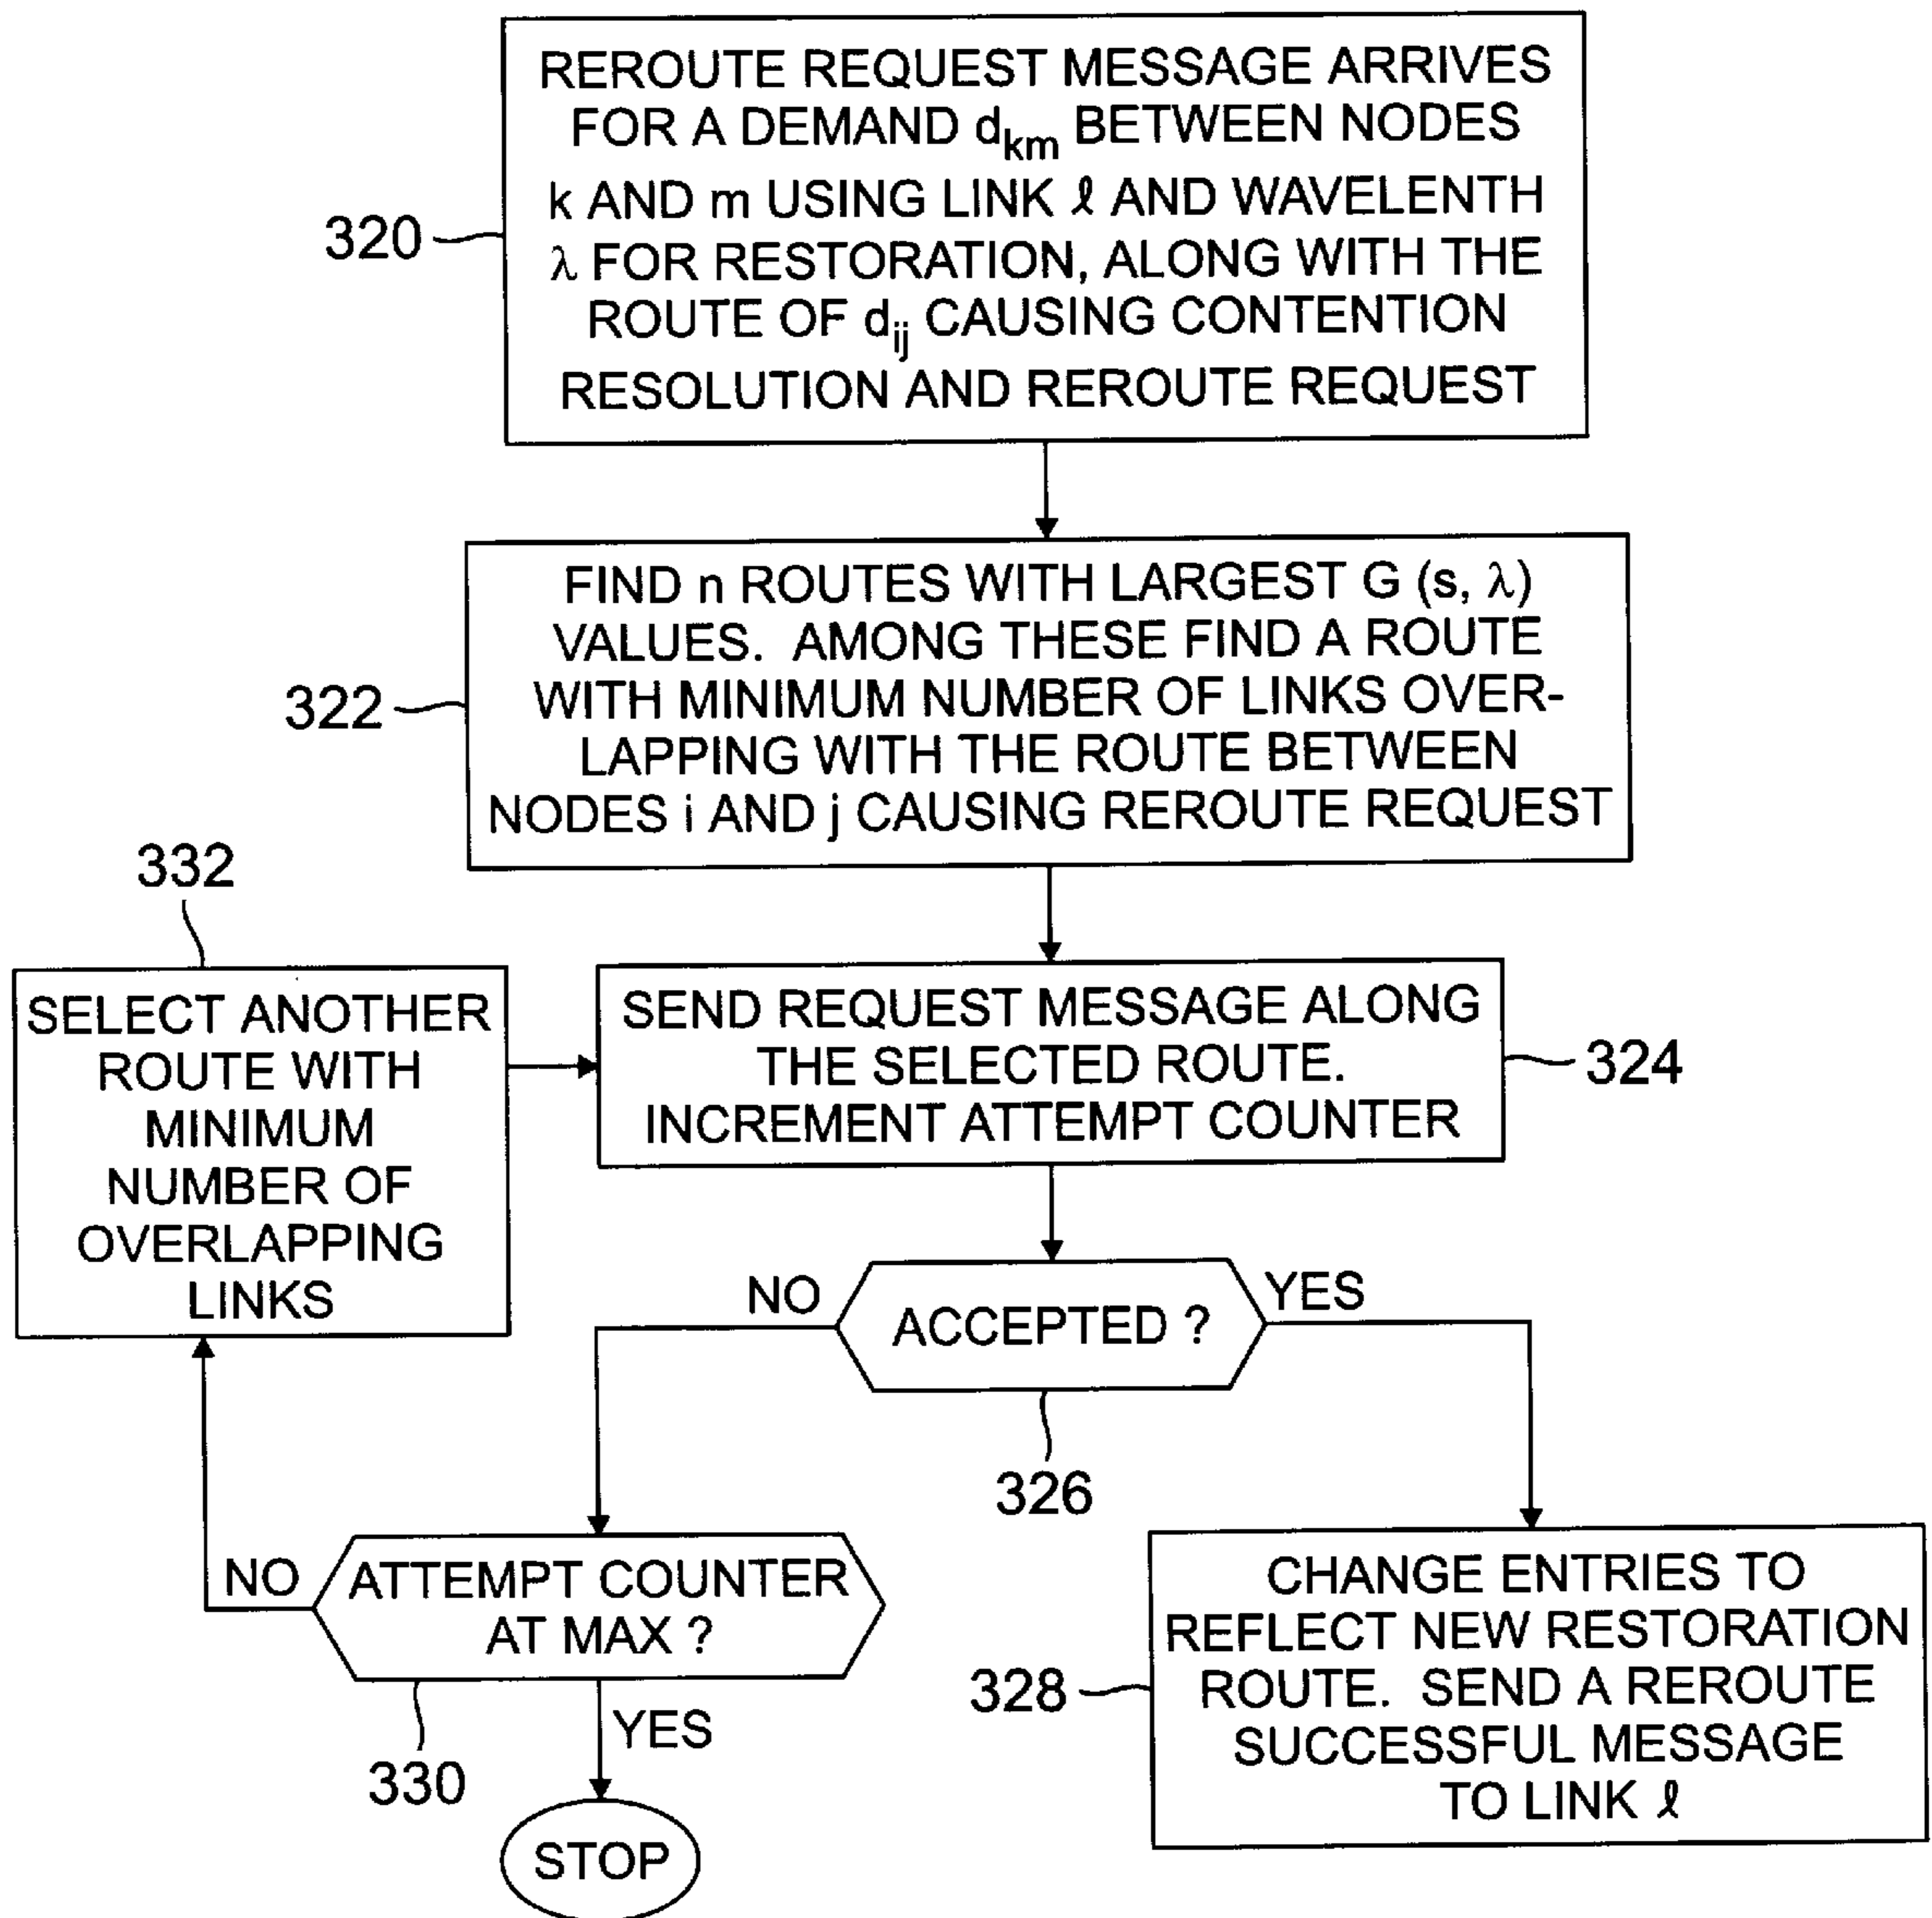 REROUTE REQUEST MESSAGE ARRIVES
FOR A DEMAND dkm BETWEEN NODES
k AND m USING LINK ℓ AND WAVELENTH
λ FOR RESTORATION, ALONG WITH THE
ROUTE OF dij CAUSING CONTENTION
RESOLUTION AND REROUTE REQUEST
320
FIND n ROUTES WITH LARGEST G (s, λ)
VALUES. AMONG THESE FIND A ROUTE
WITH MINIMUM NUMBER OF LINKS OVER-
LAPPING WITH THE ROUTE BETWEEN
NODES i AND j CAUSING REROUTE REQUEST
322
332
SELECT ANOTHER
ROUTE WITH
MINIMUM
NUMBER OF
OVERLAPPING
LINKS
SEND REQUEST MESSAGE ALONG
THE SELECTED ROUTE.
INCREMENT ATTEMPT COUNTER
324
NO
ACCEPTED ?
YES
326
NO
ATTEMPT COUNTER
AT MAX ?
330
YES
STOP
CHANGE ENTRIES TO
REFLECT NEW RESTORATION
ROUTE. SEND A REROUTE
SUCCESSFUL MESSAGE
TO LINK ℓ
328